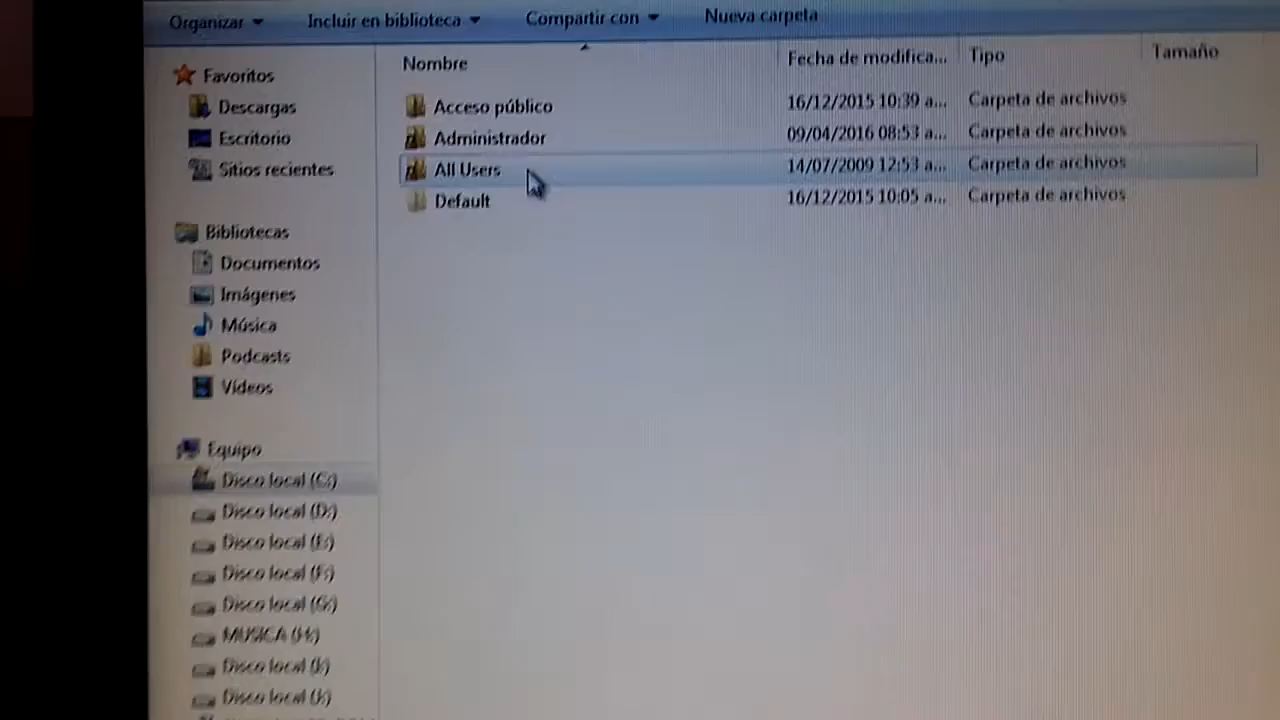 Organizar Incluir en biblioteca Compartir con Nueva carpeta
Nombre Fecha de modifica... Tipo Tamaño
Acceso público 16/12/2015 10:39 a... Carpeta de archivos
Administrador 09/04/2016 08:53 a... Carpeta de archivos
All Users 14/07/2009 12:53 a... Carpeta de archivos
Default 16/12/2015 10:05 a... Carpeta de archivos
Favoritos
Descargas
Escritorio
Sitios recientes
Bibliotecas
Documentos
Imágenes
Música
Podcasts
Vídeos
Equipo
Disco local (C:)
Disco local (D:)
Disco local (E:)
Disco local (F:)
Disco local (G:)
MUSICA (H:)
Disco local (I:)
Disco local (J:)